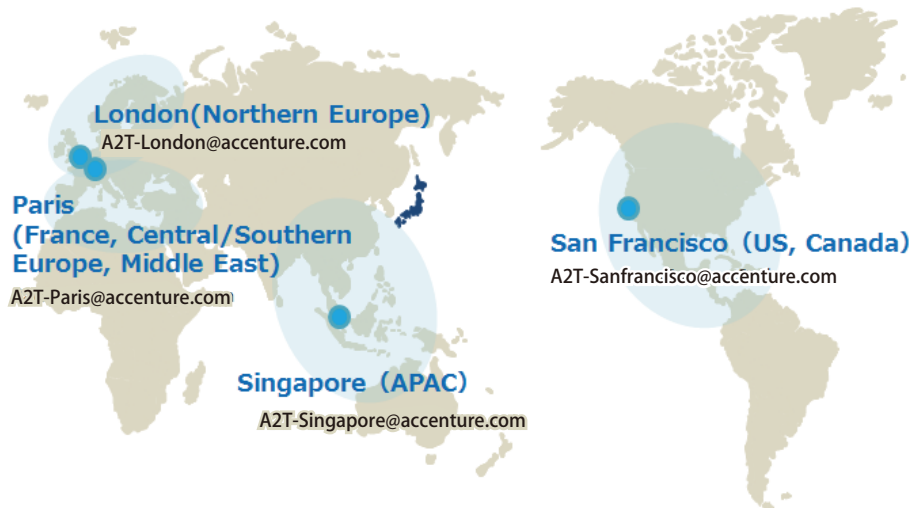 London(Northern Europe)
A2T-London@accenture.com
Paris
(France, Central/Southern
Europe, Middle East)
A2T-Paris@accenture.com
San Francisco（US, Canada）
A2T-Sanfrancisco@accenture.com
Singapore（APAC）
A2T-Singapore@accenture.com